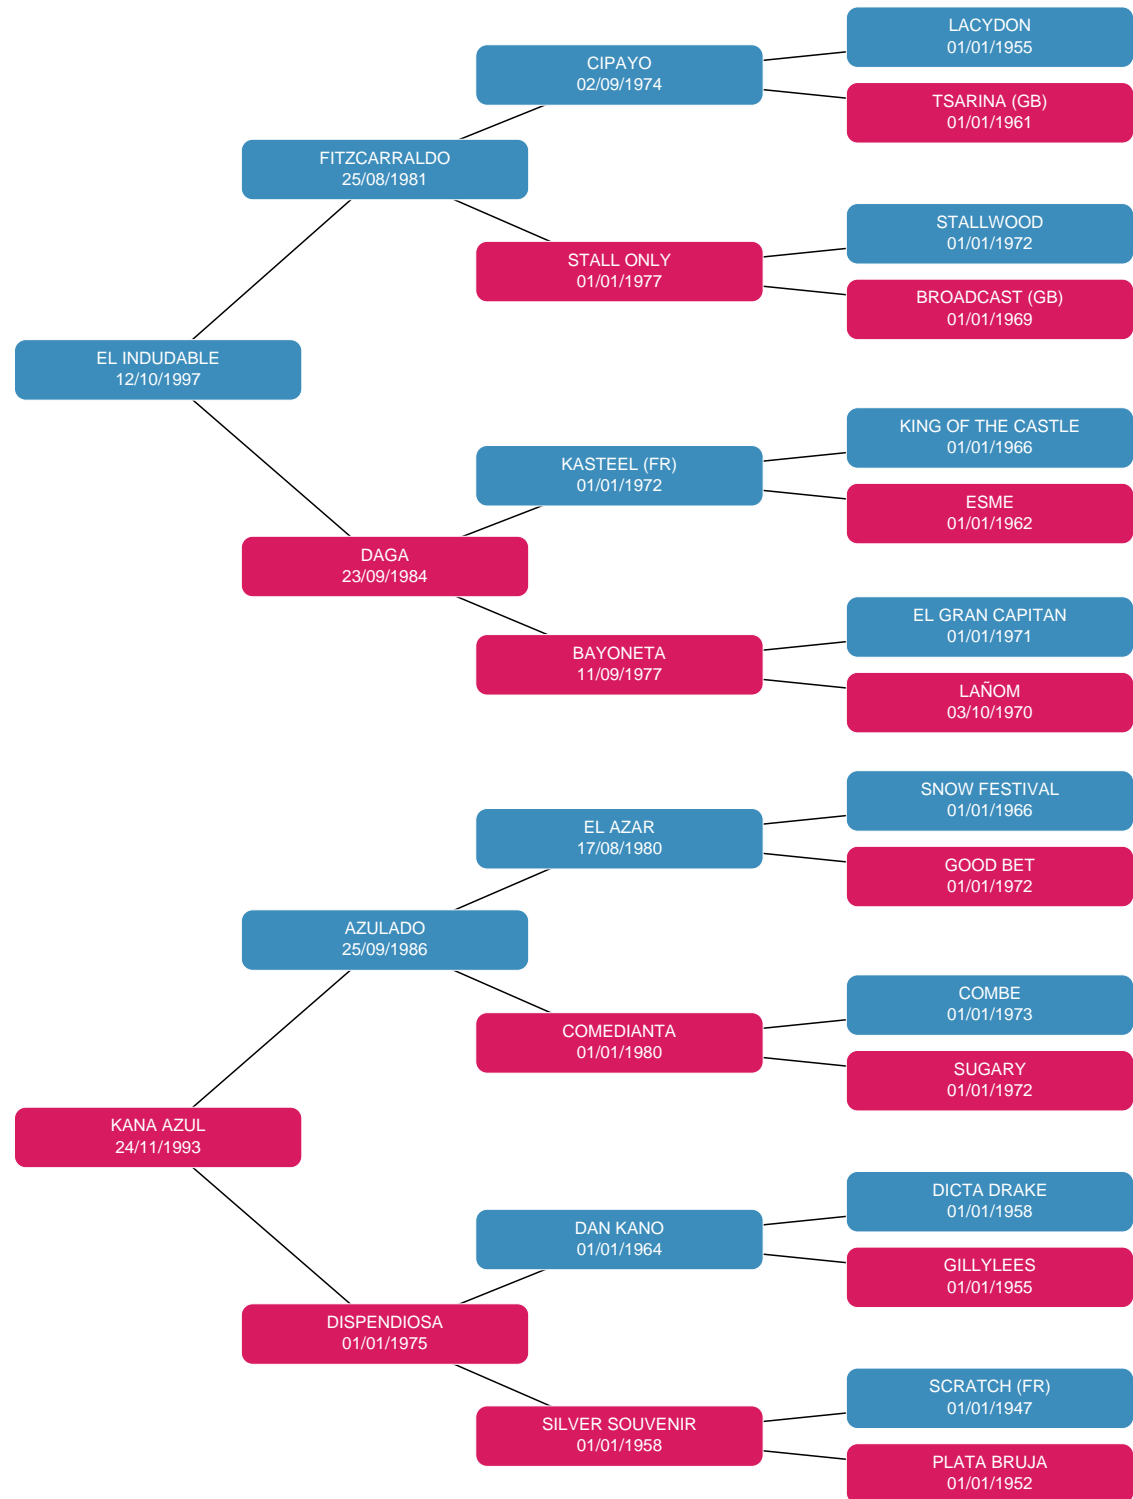 LACYDON
01/01/1955
CIPAYO
02/09/1974
TSARINA (GB)
01/01/1961
FITZCARRALDO
25/08/1981
STALLWOOD
01/01/1972
STALL ONLY
01/01/1977
BROADCAST (GB)
01/01/1969
EL INDUDABLE
12/10/1997
KING OF THE CASTLE
01/01/1966
KASTEEL (FR)
01/01/1972
ESME
01/01/1962
DAGA
23/09/1984
EL GRAN CAPITAN
01/01/1971
BAYONETA
11/09/1977
LAÑOM
03/10/1970
SNOW FESTIVAL
01/01/1966
EL AZAR
17/08/1980
GOOD BET
01/01/1972
AZULADO
25/09/1986
COMBE
01/01/1973
COMEDIANTA
01/01/1980
SUGARY
01/01/1972
KANA AZUL
24/11/1993
DICTA DRAKE
01/01/1958
DAN KANO
01/01/1964
GILLYLEES
01/01/1955
DISPENDIOSA
01/01/1975
SCRATCH (FR)
01/01/1947
SILVER SOUVENIR
01/01/1958
PLATA BRUJA
01/01/1952